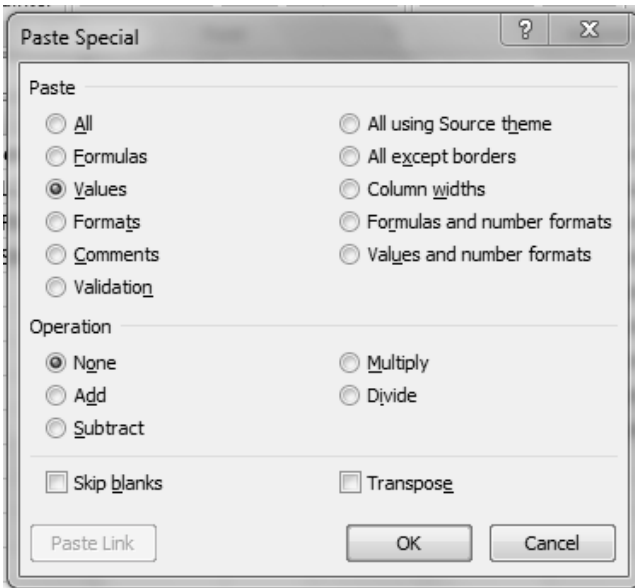 Paste Special
Paste
All
All using Source theme
Formulas
All except borders
Values
Column widths
Formats
Formulas and number formats
Comments
Values and number formats
Validation
Operation
None
Multiply
Add
Divide
Subtract
Skip blanks
Transpose
Paste Link
OK
Cancel